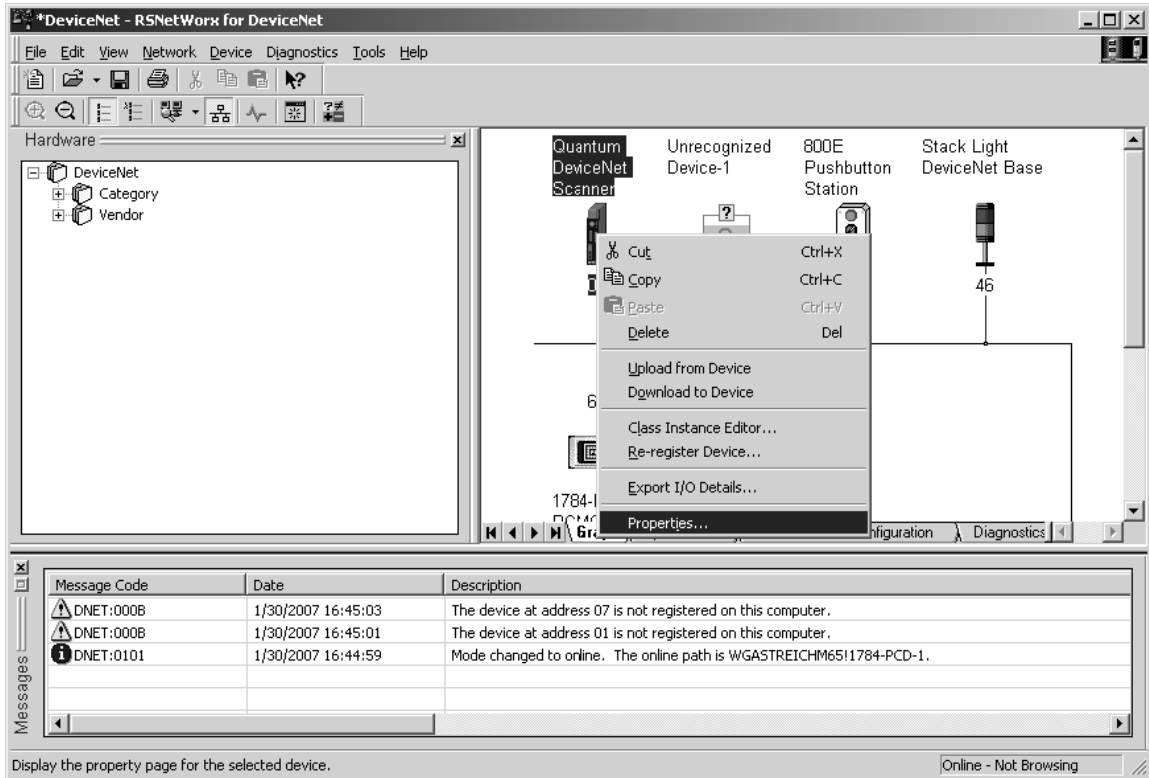 *DeviceNet - RSNetWorx for DeviceNet
File Edit View Network Device Diagnostics Tools Help
Hardware
DeviceNet
Category
Vendor
Quantum DeviceNet Scanner
Unrecognized Device-1
800E Pushbutton Station
Stack Light DeviceNet Base
?
46
Cut Ctrl+X
Copy Ctrl+C
Paste Ctrl+V
Delete Del
Upload from Device
Download to Device
Class Instance Editor...
Re-register Device...
Export I/O Details...
Properties...
6
1784-
Diagnostics
Message Code Date Description
DNET:000B 1/30/2007 16:45:03 The device at address 07 is not registered on this computer.
DNET:000B 1/30/2007 16:45:01 The device at address 01 is not registered on this computer.
DNET:0101 1/30/2007 16:44:59 Mode changed to online. The online path is WGASTREICHM65!1784-PCD-1.
Messages
Display the property page for the selected device.
Online - Not Browsing